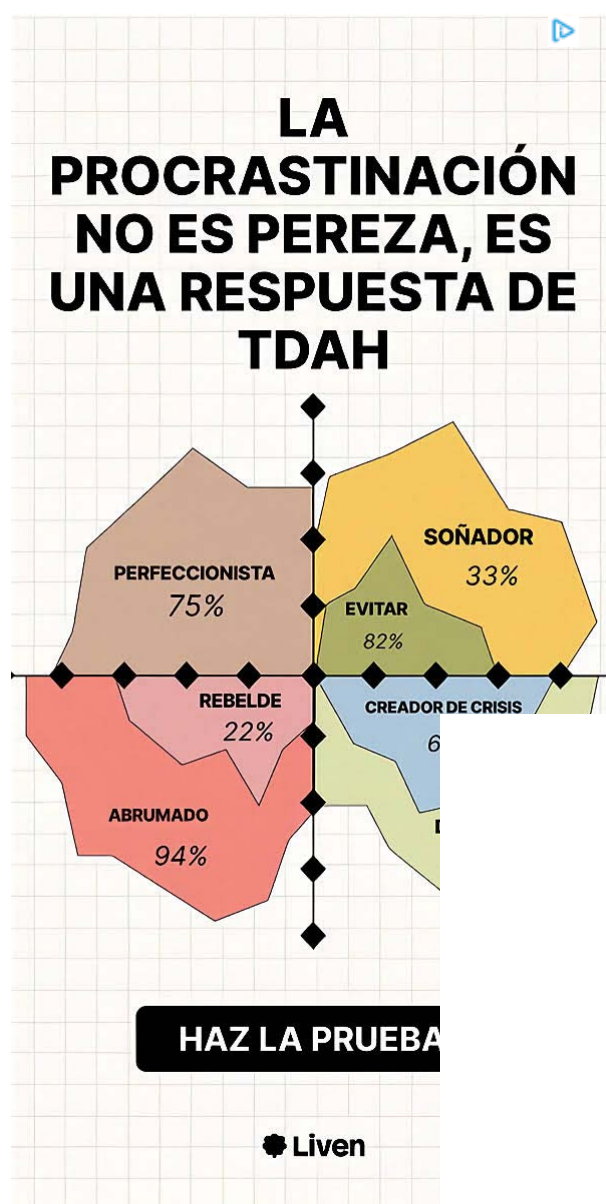 LA
PROCRASTINACIÓN
NO ES PEREZA, ES
UNA RESPUESTA DE
TDAH
PERFECCIONISTA
75%
SOÑADOR
33%
EVITAR
82%
REBELDE
22%
CREADOR DE CRISIS
ABRUMADO
94%
HAZ LA PRUEBA
Liven